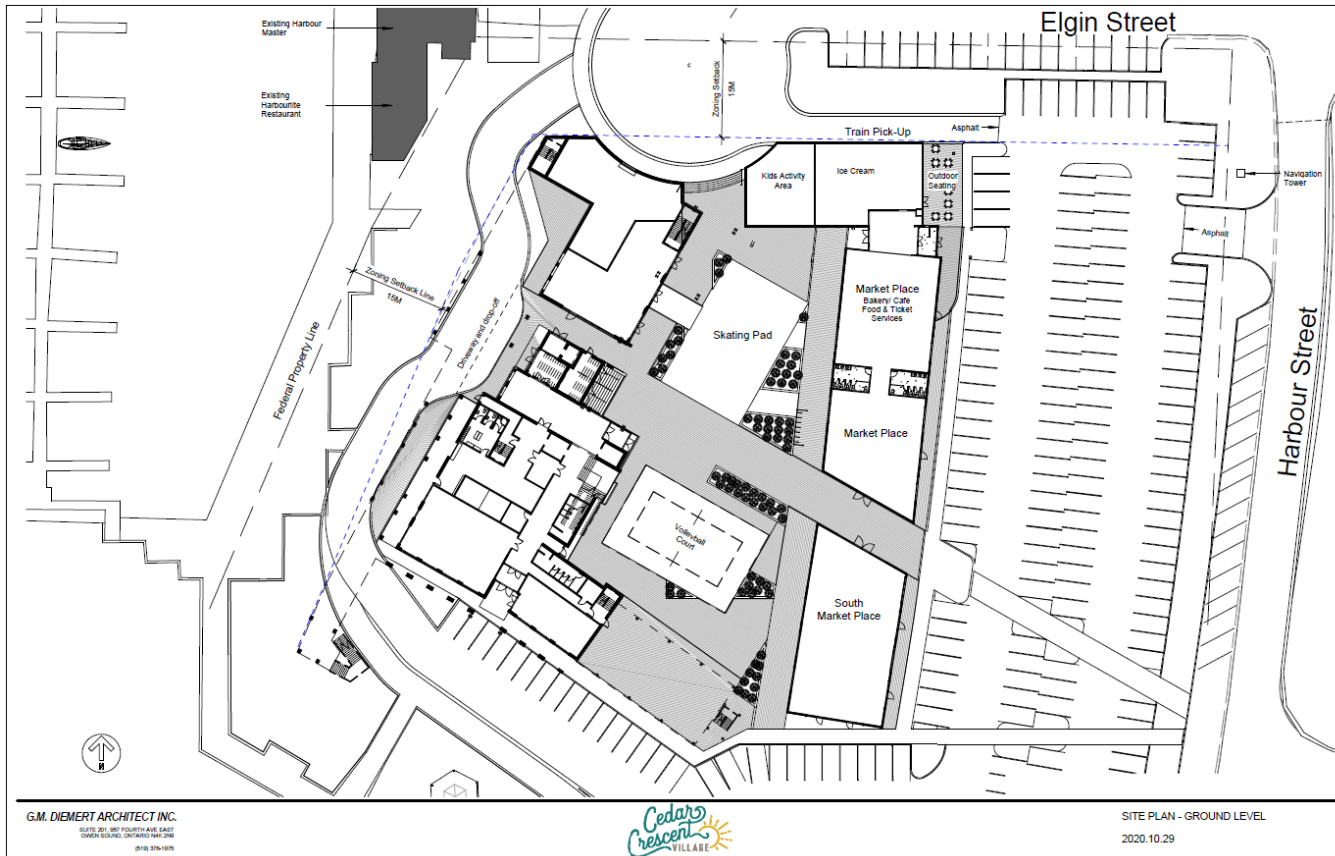 Elgin Street
Existing Harbour
Master
Existing
Harbourite
Restaurant
Zoning Setback
15M
c
Train Pick-Up
Asphalt
Kids Activity
Area
Ice Cream
Outdoor
Seating
Navigation
Tower
Asphalt
Zoning Setback Line
15M
Federal Property Line
Driveway and drop-off
Skating Pad
Market Place
Bakery/ Cafe
Food & Ticket
Services
Market Place
Harbour Street
Volleyball
Court
South
Market Place
N
G.M. DIEMERT ARCHITECT INC.
SUITE 201, 957 FOURTH AVE EAST
OWEN SOUND, ONTARIO N4K 2N9
(519) 376-1975
Cedar
Crescent
VILLAGE
SITE PLAN - GROUND LEVEL
2020.10.29